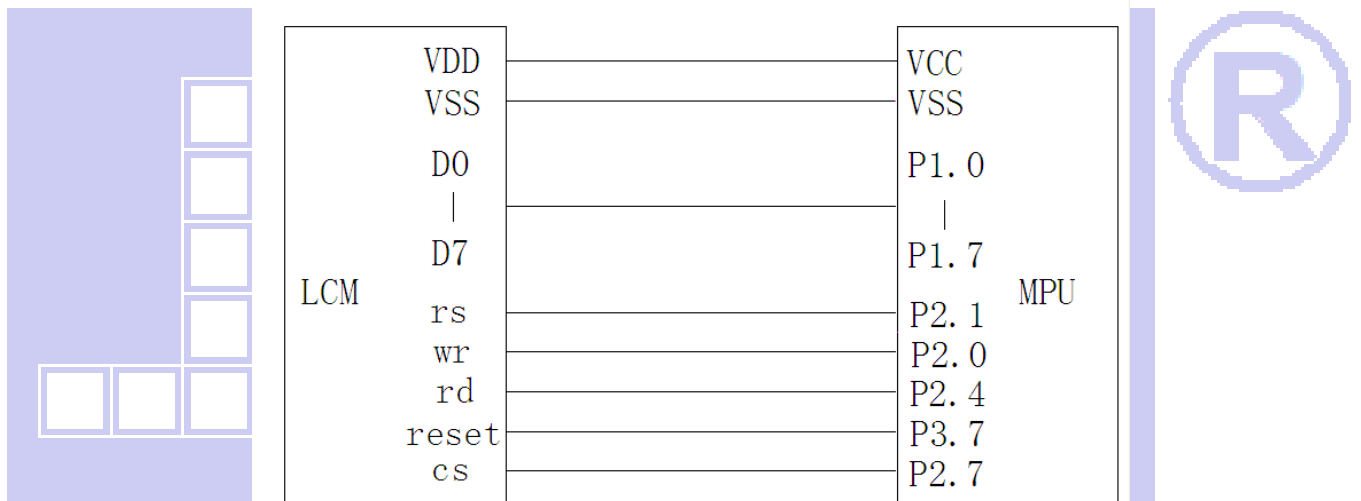 VDD VCC
VSS VSS
D0 P1.0
D7 P1.7
LCM MPU
rs P2.1
wr P2.0
rd P2.4
reset P3.7
cs P2.7
R